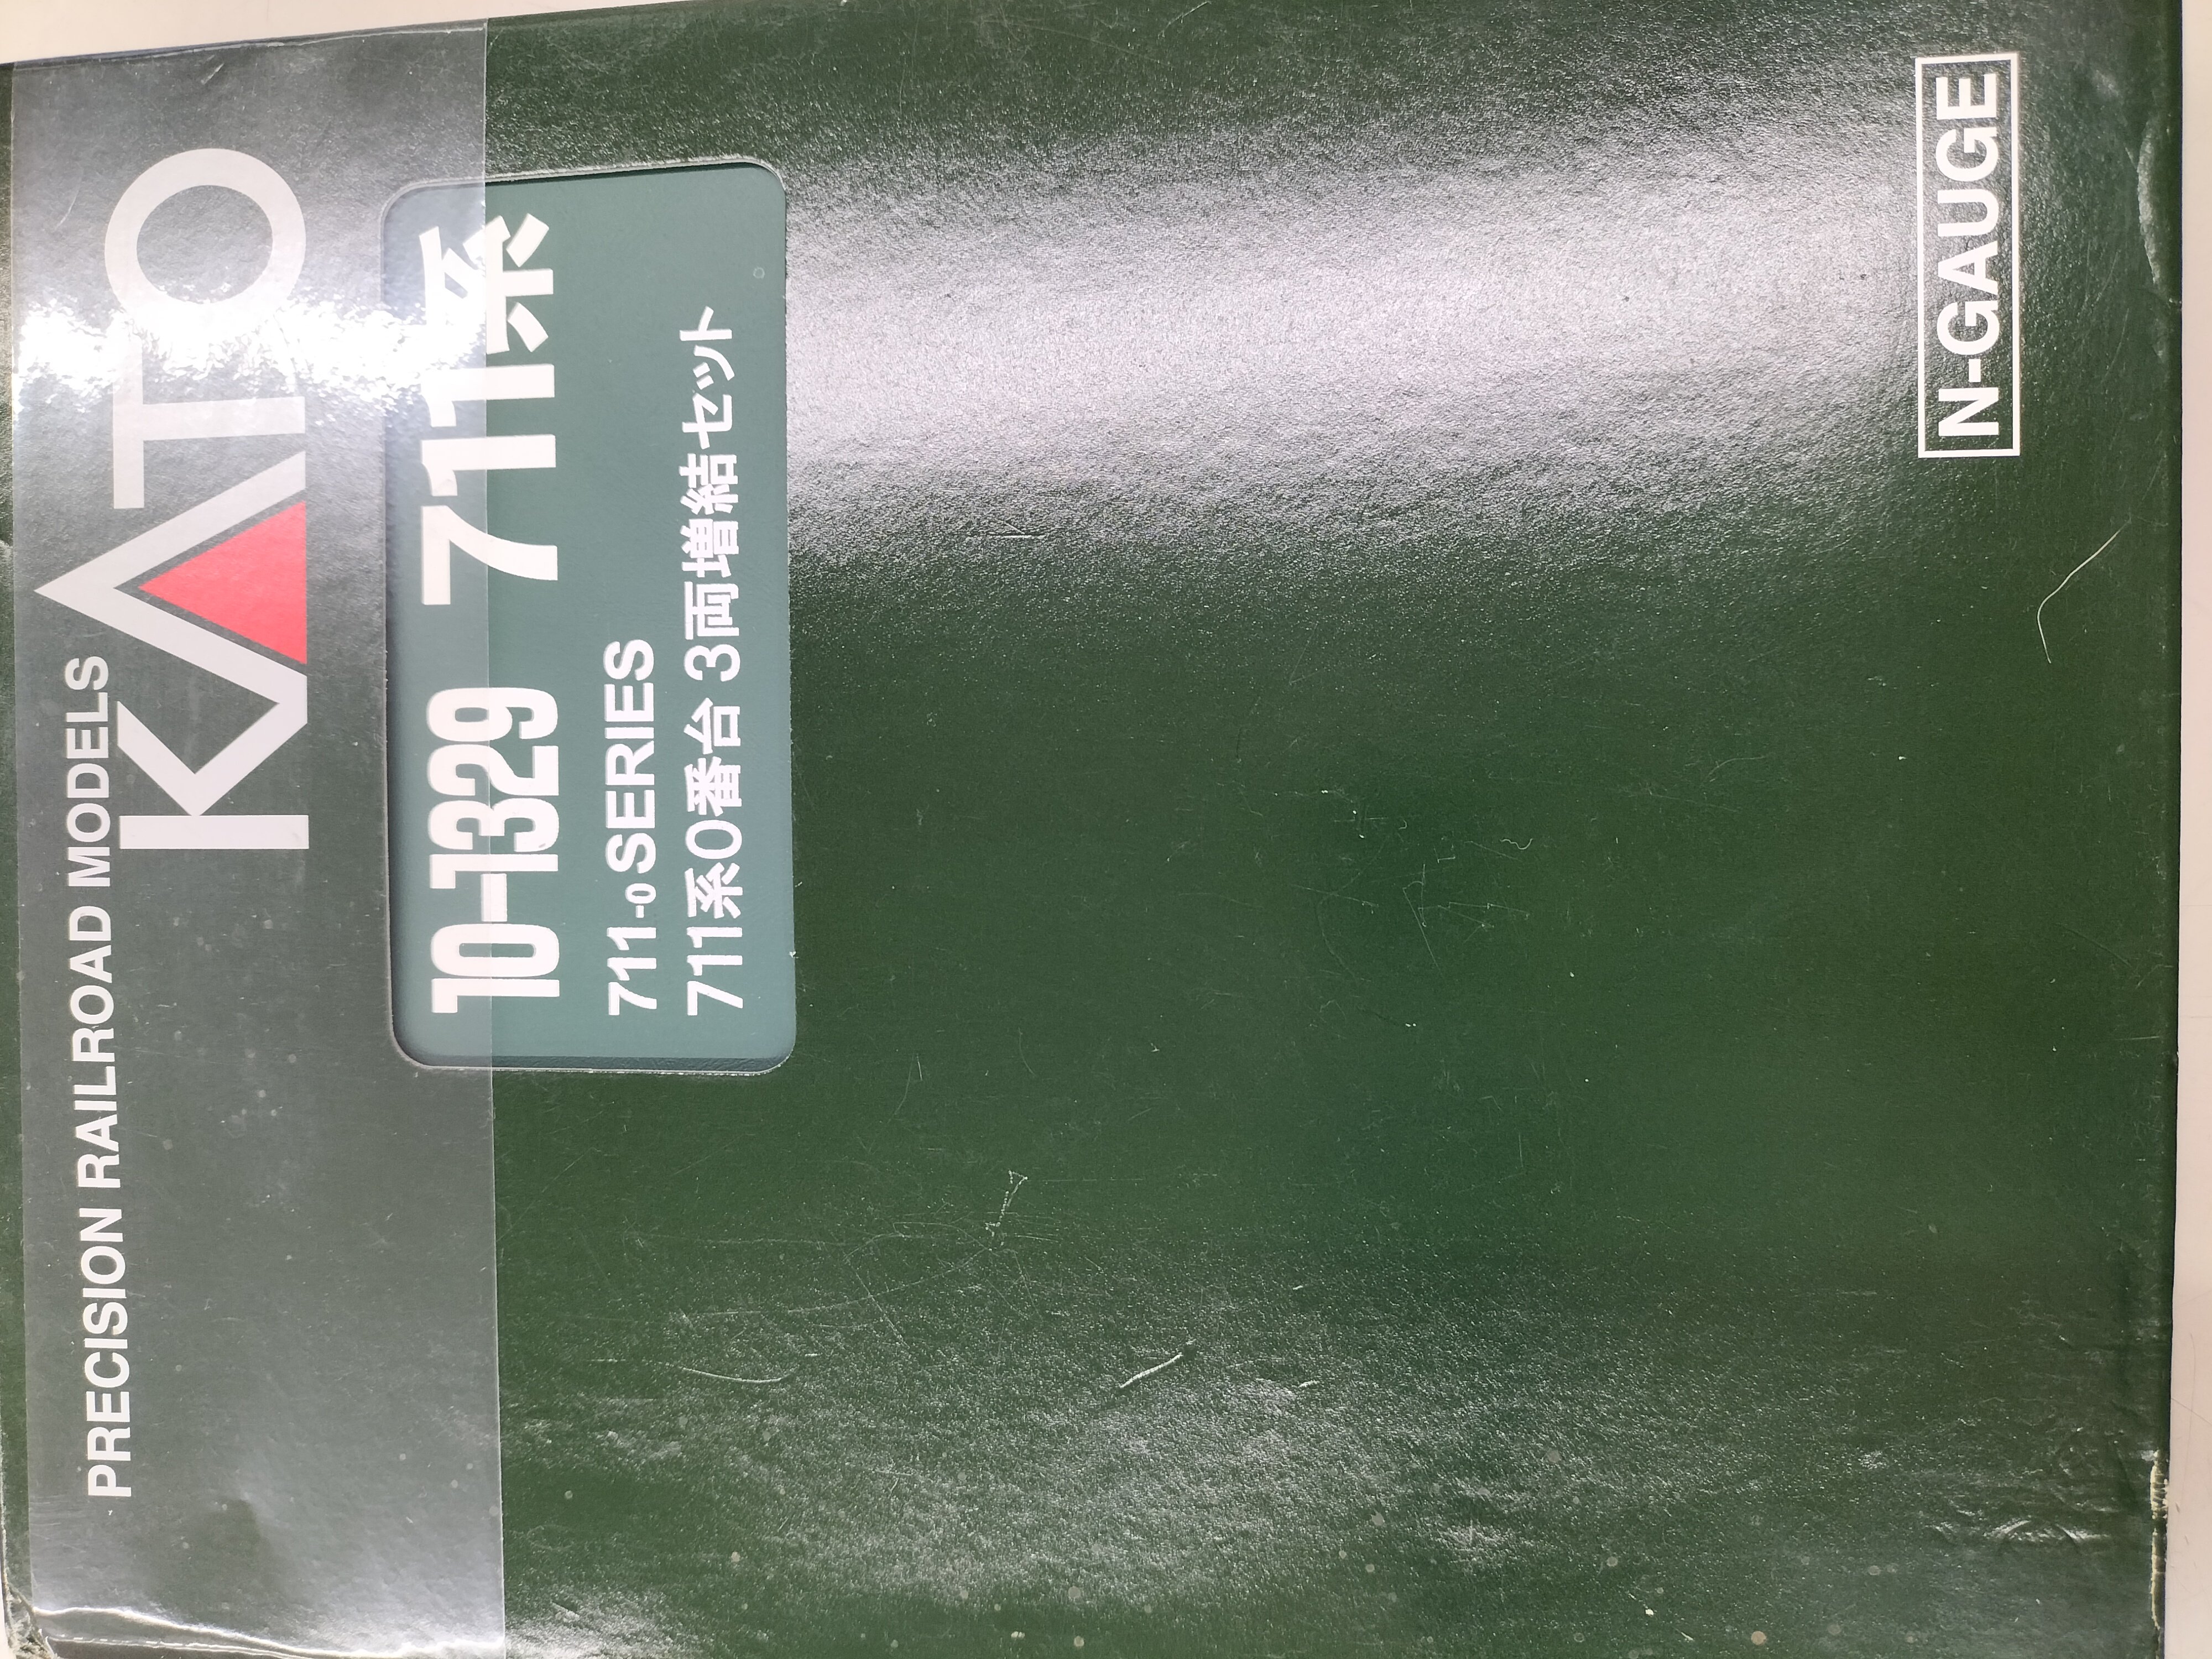 PRECISION RAILROAD MODELS
KATO
10-1329 711系
711-0 SERIES
711系0番台 3両増結セット
N-GAUGE